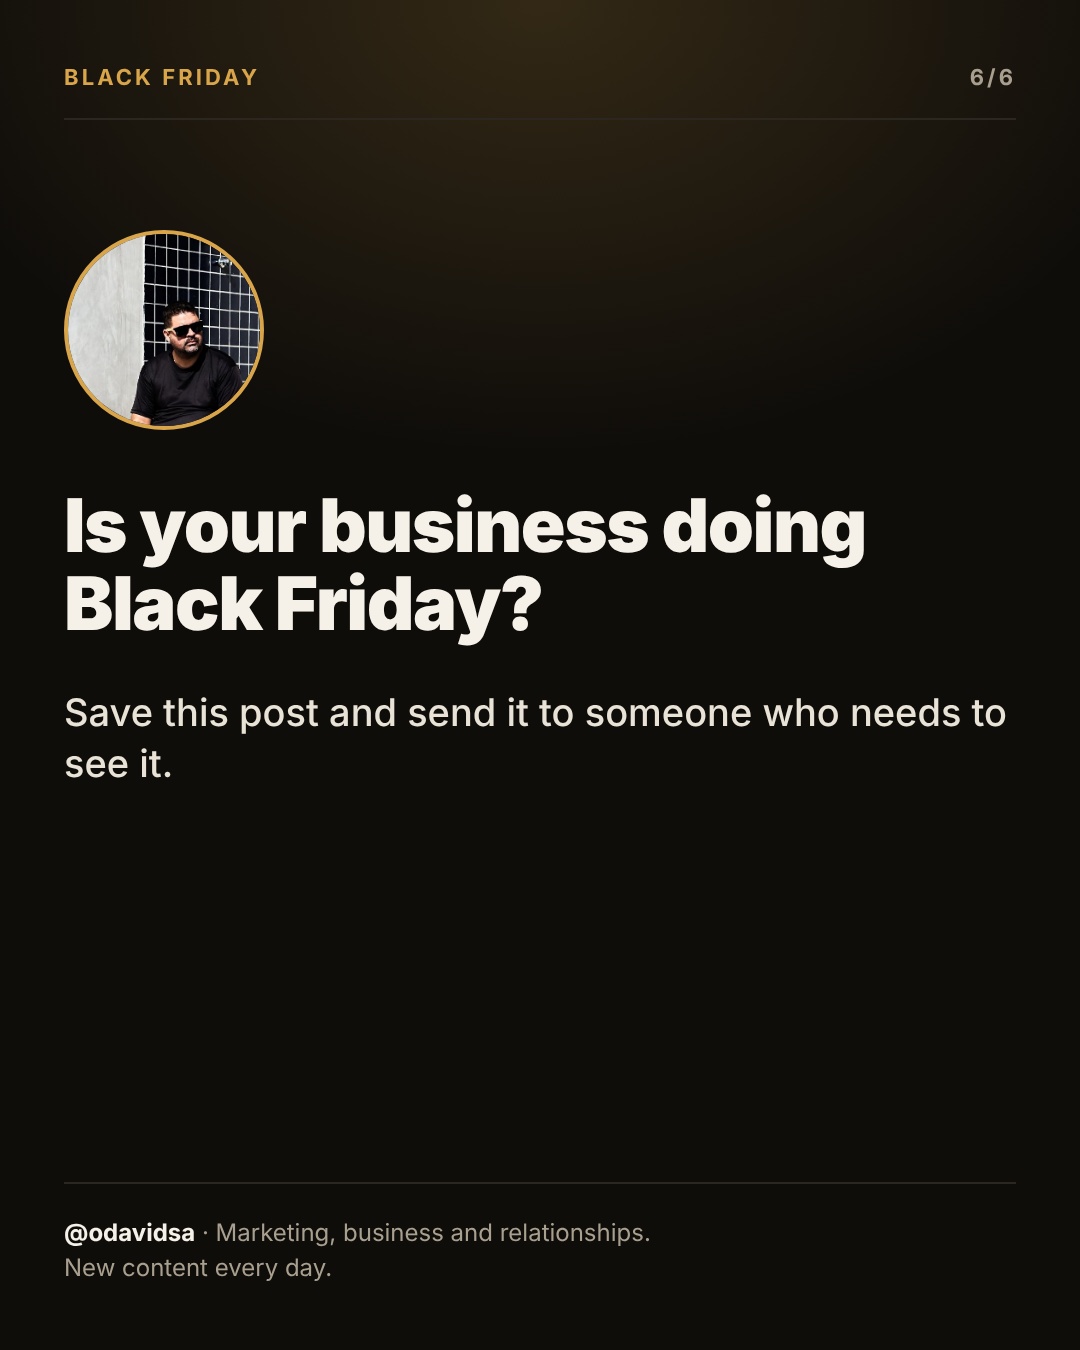 BLACK FRIDAY
6/6
Is your business doing
Black Friday?
Save this post and send it to someone who needs to
see it.
@odavidsa · Marketing, business and relationships.
New content every day.